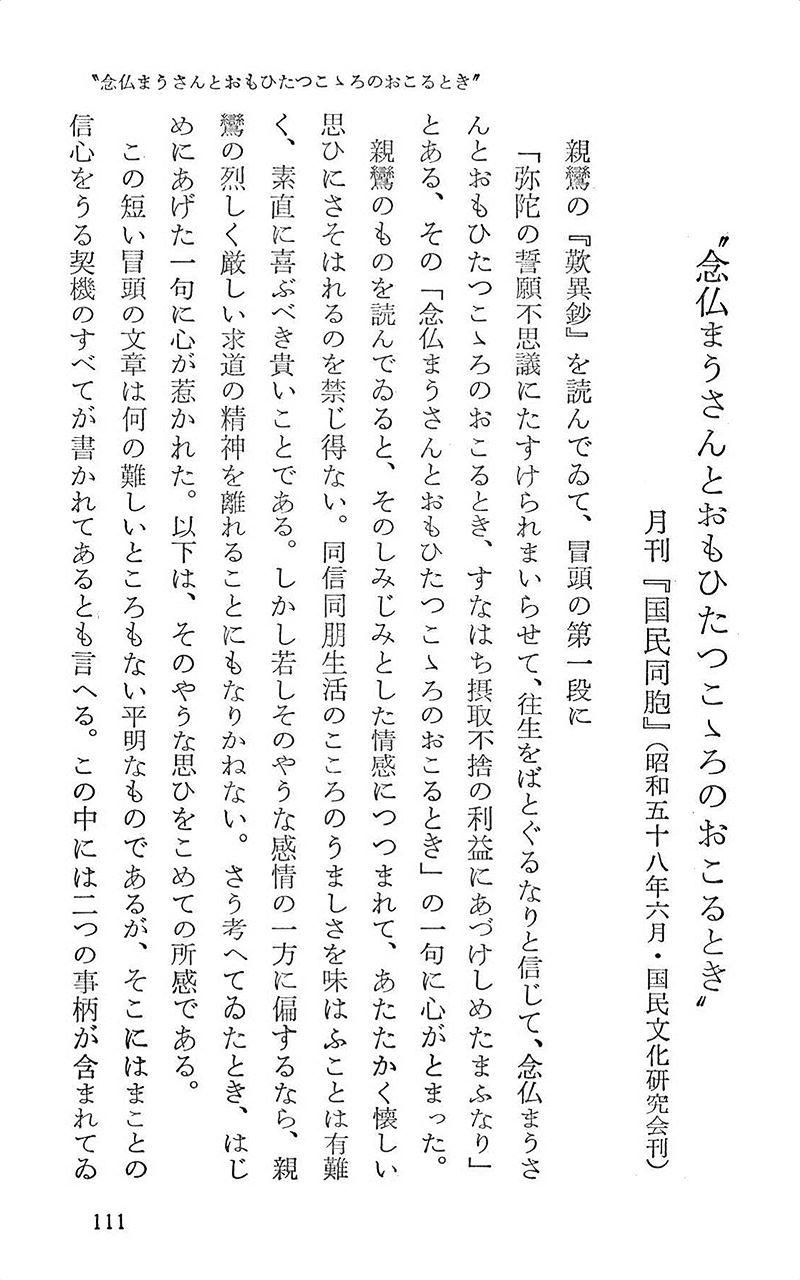 〝念仏まうさんとおもひたつこゝろのおこるとき〟
〝念仏まうさんとおもひたつこゝろのおこるとき〟
月刊『国民同胞』（昭和五十八年六月・国民文化研究会刊）
親鸞の『歎異鈔』を読んでゐて、冒頭の第一段に
「弥陀の誓願不思議にたすけられまいらせて、往生をばとぐるなりと信じて、念仏まうさ
んとおもひたつこゝろのおこるとき、すなはち摂取不捨の利益にあづけしめたまふなり」
とある、その「念仏まうさんとおもひたつこゝろのおこるとき」の一句に心がとまった。
親鸞のものを読んでゐると、そのしみじみとした情感につつまれて、あたたかく懐しい
思ひにさそはれるのを禁じ得ない。同信同朋生活のこころのうましさを味はふことは有難
く、素直に喜ぶべき貴いことである。しかし若しそのやうな感情の一方に偏するなら、親
鸞の烈しく厳しい求道の精神を離れることにもなりかねない。さう考へてゐたとき、はじ
めにあげた一句に心が惹かれた。以下は、そのやうな思ひをこめての所感である。
この短い冒頭の文章は何の難しいところもない平明なものであるが、そこにはまことの
信心をうる契機のすべてが書かれてあるとも言へる。この中には二つの事柄が含まれてゐ
111